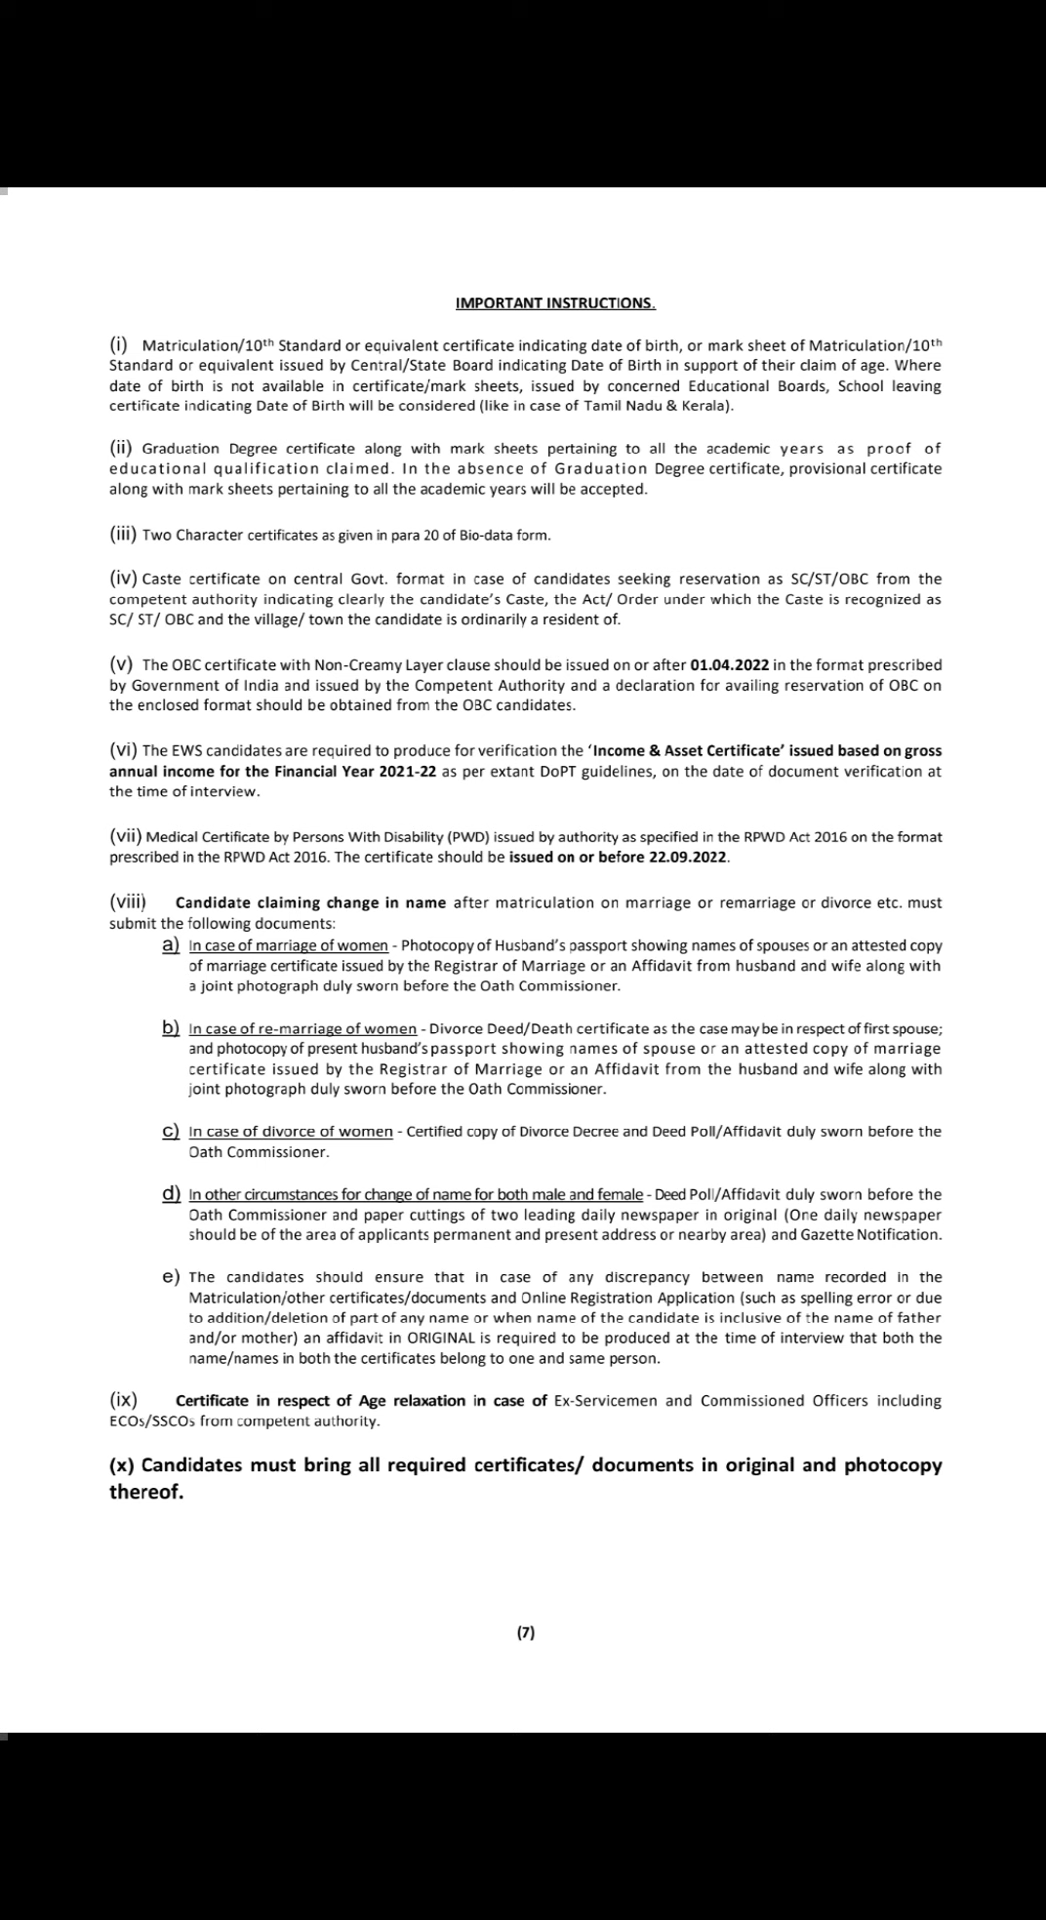 IMPORTANT INSTRUCTIONS.
(i) Matriculation/10th Standard or equivalent certificate indicating date of birth, or mark sheet of Matriculation/10th
Standard or equivalent issued by Central/State Board indicating Date of Birth in support of their claim of age. Where
date of birth is not available in certificate/mark sheets, issued by concerned Educational Boards, School leaving
certificate indicating Date of Birth will be considered (like in case of Tamil Nadu & Kerala).
(ii) Graduation Degree certificate along with mark sheets pertaining to all the academic years as proof of
educational qualification claimed. In the absence of Graduation Degree certificate, provisional certificate
along with mark sheets pertaining to all the academic years will be accepted.
(iii) Two Character certificates as given in para 20 of Bio-data form.
(iv) Caste certificate on central Govt. format in case of candidates seeking reservation as SC/ST/OBC from the
competent authority indicating clearly the candidate's Caste, the Act/ Order under which the Caste is recognized as
SC/ ST/ OBC and the village/ town the candidate is ordinarily a resident of.
(v) The OBC certificate with Non-Creamy Layer clause should be issued on or after 01.04.2022 in the format prescribed
by Government of India and issued by the Competent Authority and a declaration for availing reservation of OBC on
the enclosed format should be obtained from the OBC candidates.
(vi) The EWS candidates are required to produce for verification the 'Income & Asset Certificate' issued based on gross
annual income for the Financial Year 2021-22 as per extant DoPT guidelines, on the date of document verification at
the time of interview.
(vii) Medical Certificate by Persons With Disability (PWD) issued by authority as specified in the RPWD Act 2016 on the format
prescribed in the RPWD Act 2016. The certificate should be issued on or before 22.09.2022.
(viii) Candidate claiming change in name after matriculation on marriage or remarriage or divorce etc. must
submit the following documents:
a) In case of marriage of women - Photocopy of Husband's passport showing names of spouses or an attested copy
of marriage certificate issued by the Registrar of Marriage or an Affidavit from husband and wife along with
a joint photograph duly sworn before the Oath Commissioner.
b) In case of re-marriage of women - Divorce Deed/Death certificate as the case may be in respect of first spouse;
and photocopy of present husband's passport showing names of spouse or an attested copy of marriage
certificate issued by the Registrar of Marriage or an Affidavit from the husband and wife along with
joint photograph duly sworn before the Oath Commissioner.
c) In case of divorce of women - Certified copy of Divorce Decree and Deed Poll/Affidavit duly sworn before the
Oath Commissioner.
d) In other circumstances for change of name for both male and female - Deed Poll/Affidavit duly sworn before the
Oath Commissioner and paper cuttings of two leading daily newspaper in original (One daily newspaper
should be of the area of applicants permanent and present address or nearby area) and Gazette Notification.
e) The candidates should ensure that in case of any discrepancy between name recorded in the
Matriculation/other certificates/documents and Online Registration Application (such as spelling error or due
to addition/deletion of part of any name or when name of the candidate is inclusive of the name of father
and/or mother) an affidavit in ORIGINAL is required to be produced at the time of interview that both the
name/names in both the certificates belong to one and same person.
(ix) Certificate in respect of Age relaxation in case of Ex-Servicemen and Commissioned Officers including
ECOs/SSCOs from competent authority.
(x) Candidates must bring all required certificates/ documents in original and photocopy
thereof.
(7)